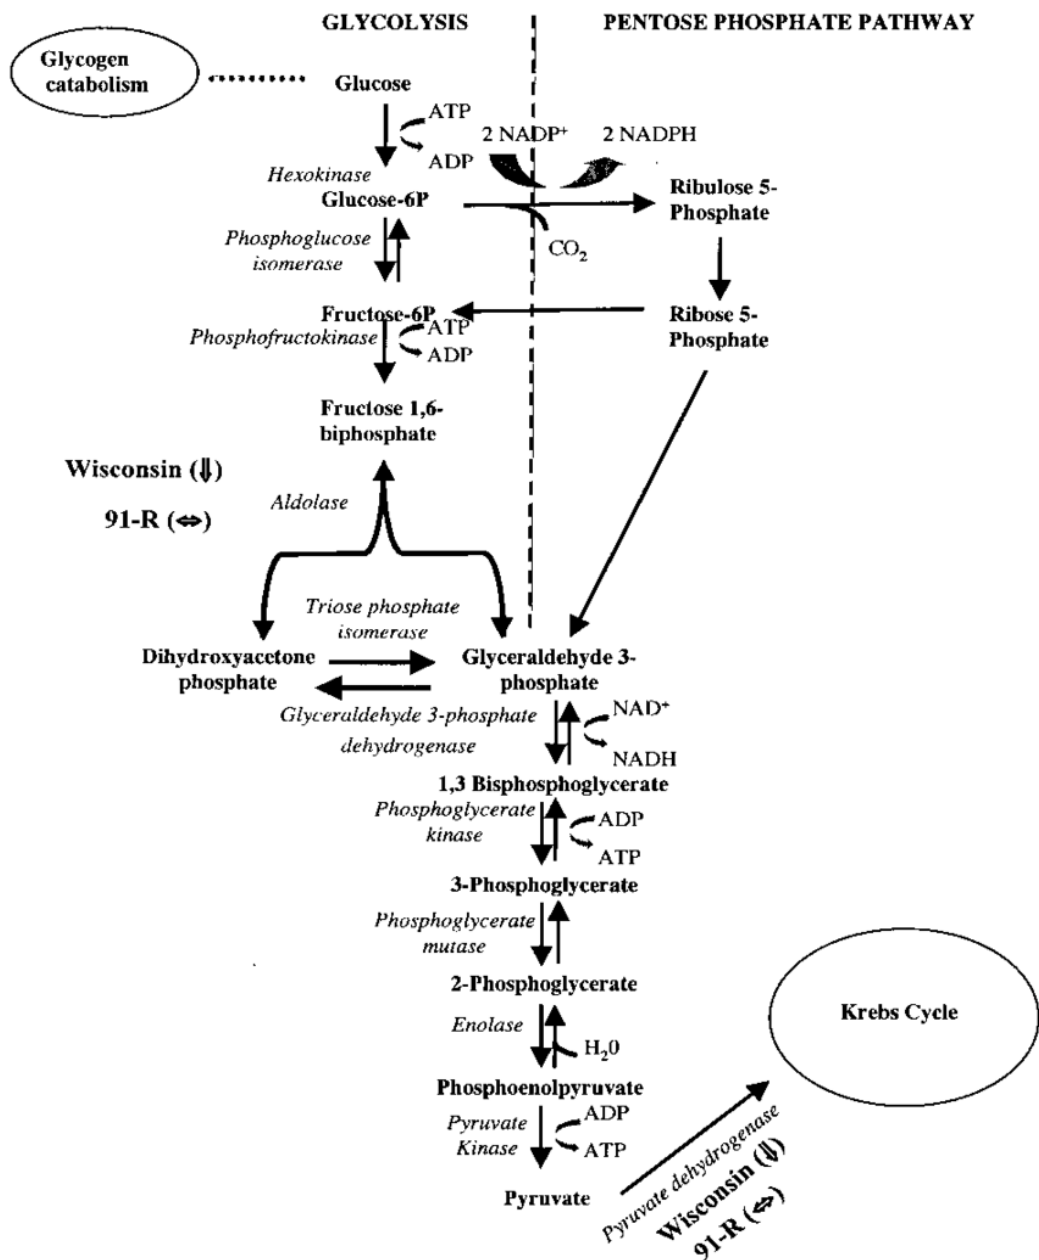 GLYCOLYSIS
PENTOSE PHOSPHATE PATHWAY
Glycogen
catabolism
Glucose
ATP
ADP
2 NADP+
2 NADPH
Hexokinase
Glucose-6P
Ribulose 5-
Phosphate
CO2
Phosphoglucose
isomerase
Fructose-6P
Ribose 5-
Phosphate
Phosphofructokinase
ATP
ADP
Fructose 1,6-
biphosphate
Wisconsin (⇓)
91-R (⇔)
Aldolase
Triose phosphate
isomerase
Dihydroxyacetone
phosphate
Glyceraldehyde 3-
phosphate
Glyceraldehyde 3-phosphate
dehydrogenase
NAD+
NADH
1,3 Bisphosphoglycerate
Phosphoglycerate
kinase
ADP
ATP
3-Phosphoglycerate
Phosphoglycerate
mutase
2-Phosphoglycerate
Enolase
H20
Phosphoenolpyruvate
Pyruvate
Kinase
ADP
ATP
Pyruvate
Pyruvate dehydrogenase
Wisconsin (⇓)
91-R (⇔)
Krebs Cycle